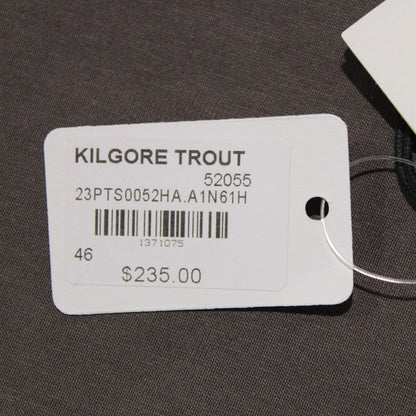 KILGORE TROUT
52055
23PTS0052HA.A1N61H
1371075
46
$235.00